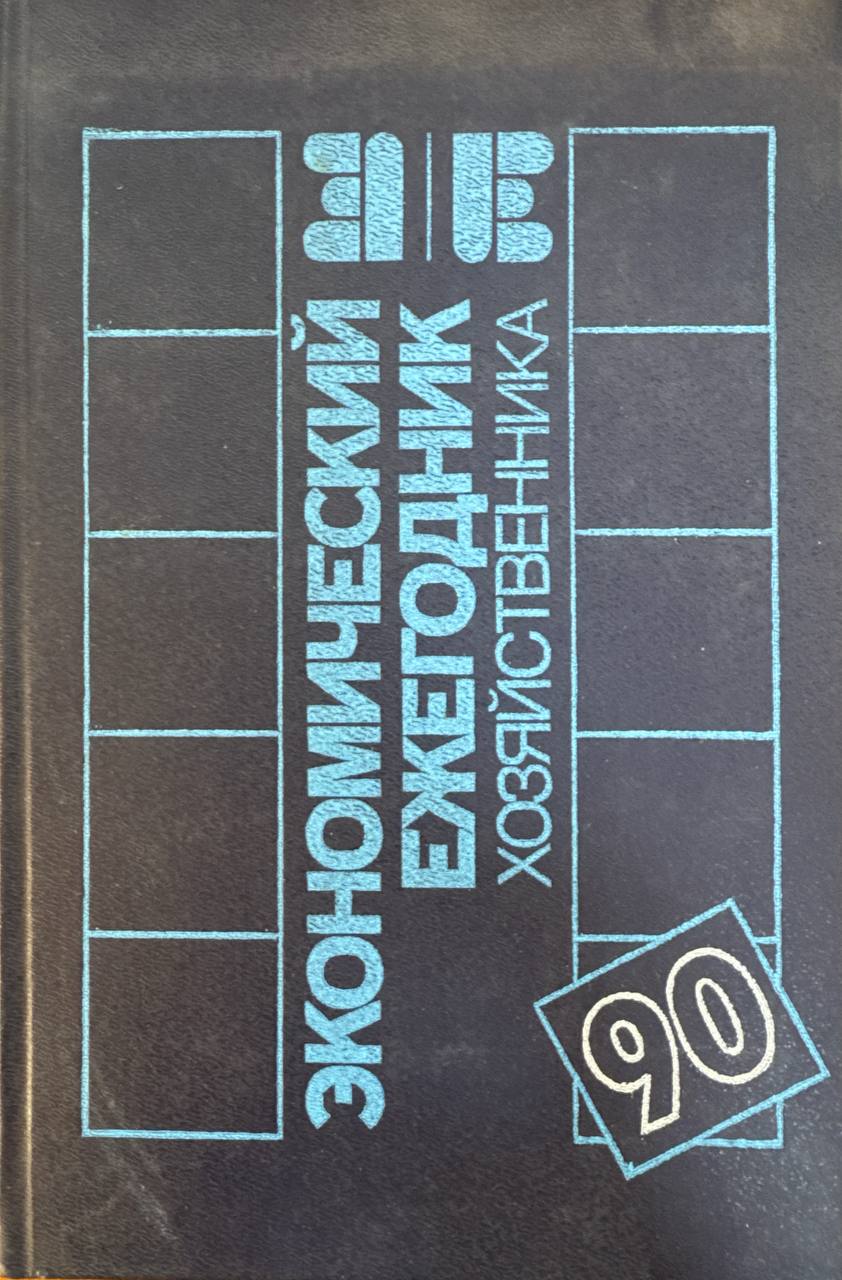 ЭКОНОМИЧЕСКИЙ
ЕЖЕГОДНИК
ХОЗЯЙСТВЕННИКА
90